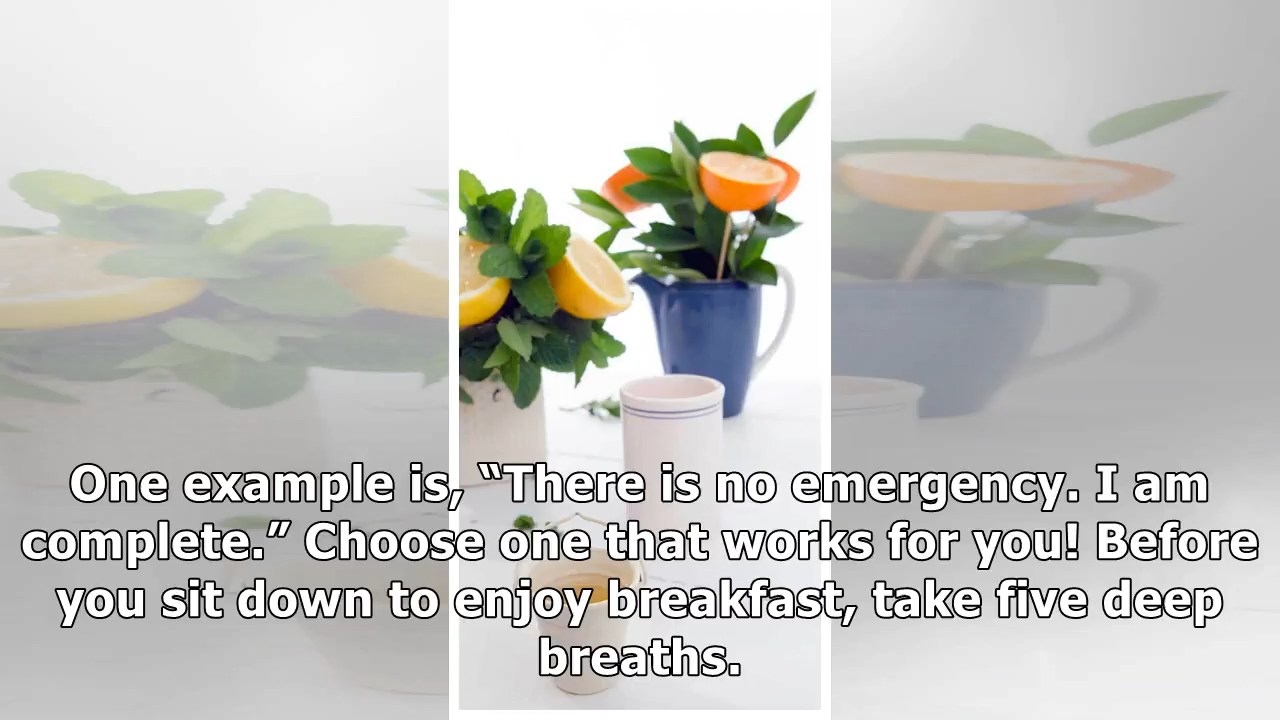 One example is, “There is no emergency. I am
complete.” Choose one that works for you! Before
you sit down to enjoy breakfast, take five deep
breaths.